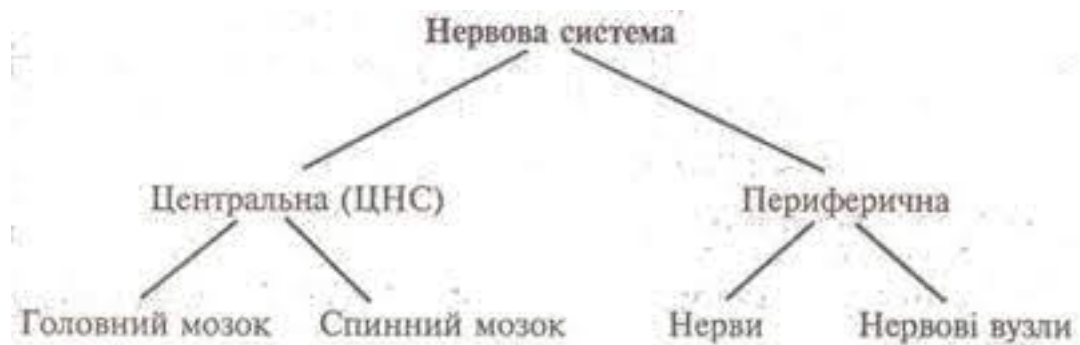 Нервова система
Центральна (ЦНС) Периферична
Головний мозок Спинний мозок Нерви Нервові вузли